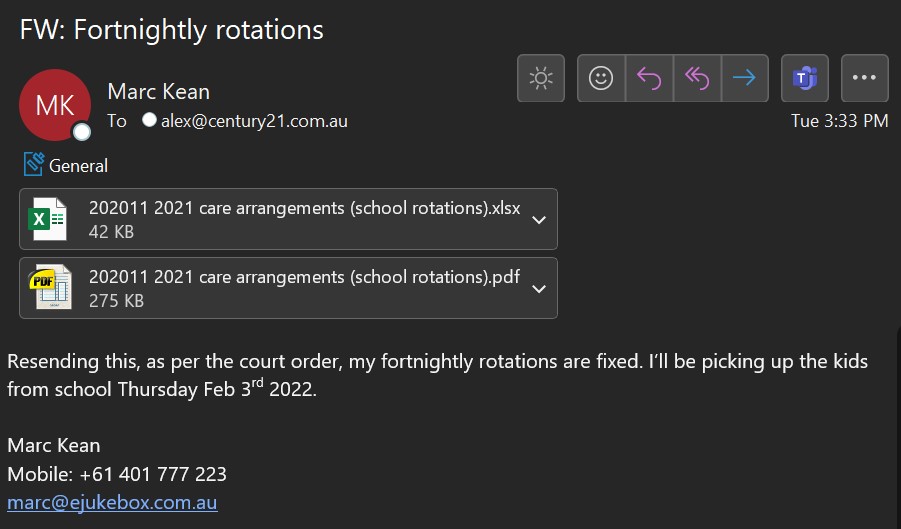 FW: Fortnightly rotations
MK
Marc Kean
To alex@century21.com.au
Tue 3:33 PM
General
202011 2021 care arrangements (school rotations).xlsx
42 KB
202011 2021 care arrangements (school rotations).pdf
275 KB
Resending this, as per the court order, my fortnightly rotations are fixed. I'll be picking up the kids
from school Thursday Feb 3rd 2022.
Marc Kean
Mobile: +61 401 777 223
marc@ejukebox.com.au